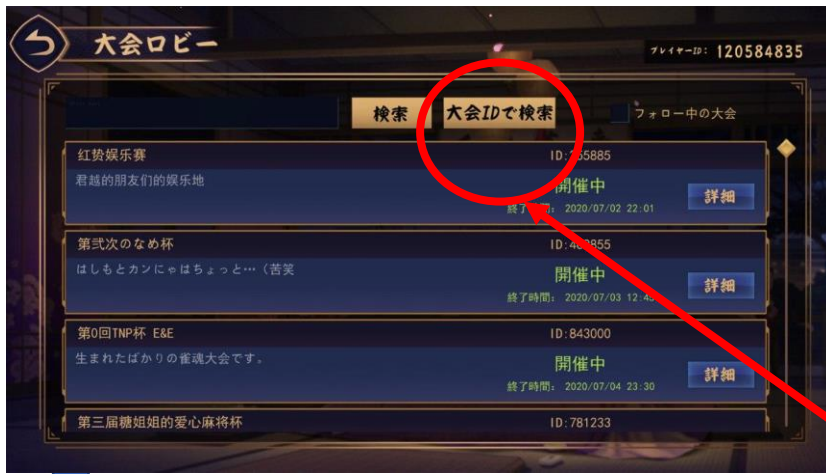 大会ロビー
プレイヤーID: 120584835
検索
大会IDで検索
フォロー中の大会
红势娱乐赛
君越的朋友们的娱乐地
開催中
終了時間: 2020/07/02 22:01
詳細
第弐次のなめ杯
はしもとカンにゃはちょっと…（苦笑
開催中
終了時間: 2020/07/03
詳細
第0回TNP杯 E&E
ID:843000
生まれたばかりの雀魂大会です。
開催中
終了時間: 2020/07/04 23:30
詳細
第三届糖姐姐的爱心麻将杯
ID:781233